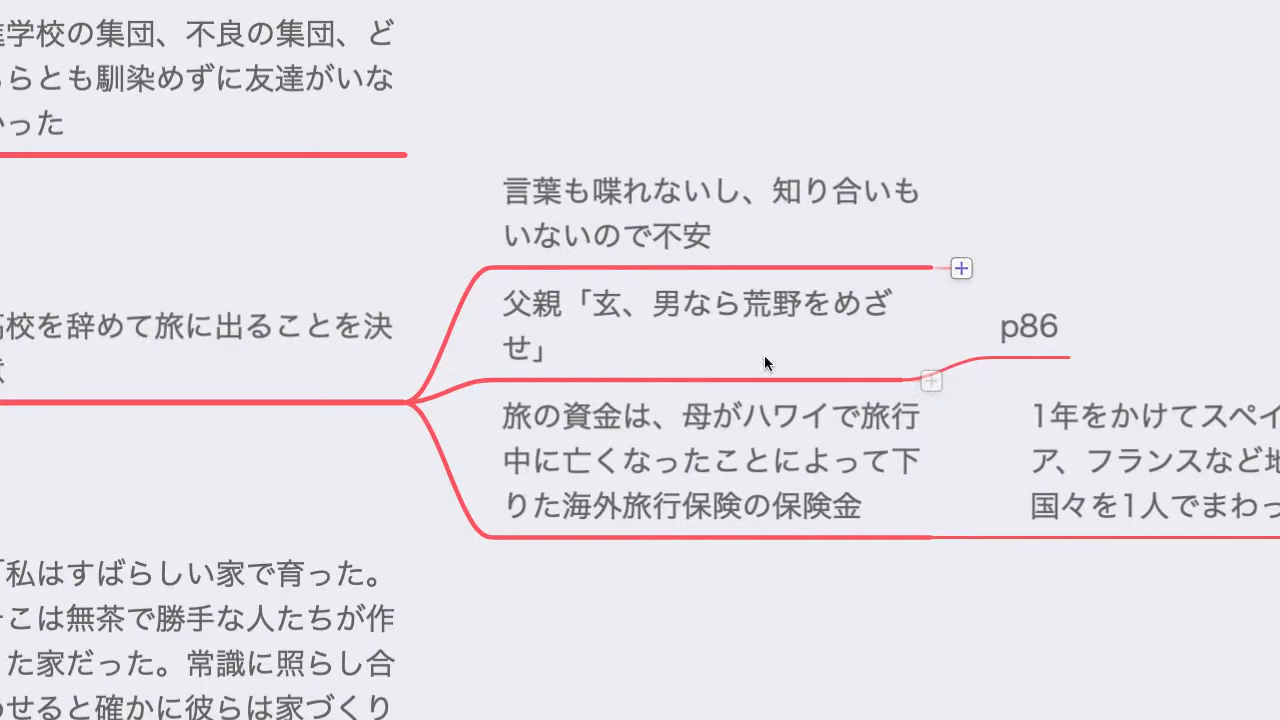 学校の集団、不良の集団、ど
らとも馴染めずに友達がいな
った
言葉も喋れないし、知り合いも
いないので不安
父親「玄、男なら荒野をめざ
せ」
p86
校を辞めて旅に出ることを決
旅の資金は、母がハワイで旅行
中に亡くなったことによって下
りた海外旅行保険の保険金
1年をかけてスペイ
ア、フランスなど
国々を1人でまわっ
「私はすばらしい家で育った。
こは無茶で勝手な人たちが作
た家だった。常識に照らし合
せると確かに彼らは家づくり